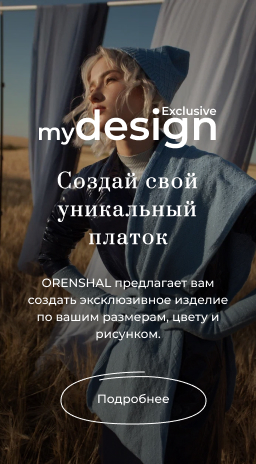 Exclusive
mydesign
Создай свой
уникальный
платок
ORENSHAL предлагает вам
создать эксклюзивное изделие
по вашим размерам, цвету и
рисунком.
Подробнее